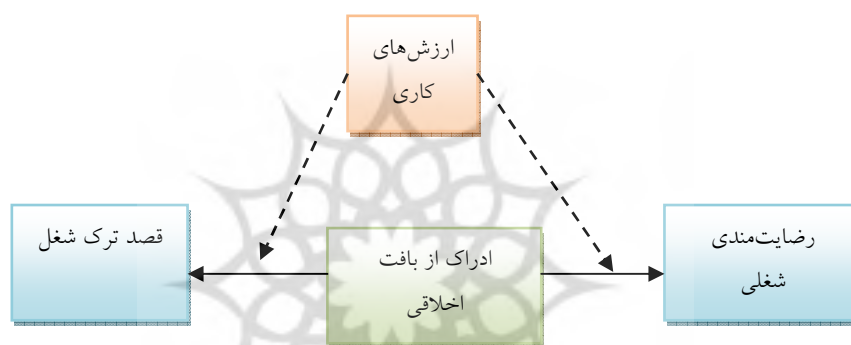 ارزش‌های
کاری
رضایت‌مندی
شغلی
ادراک از بافت
اخلاقی
قصد ترک شغل